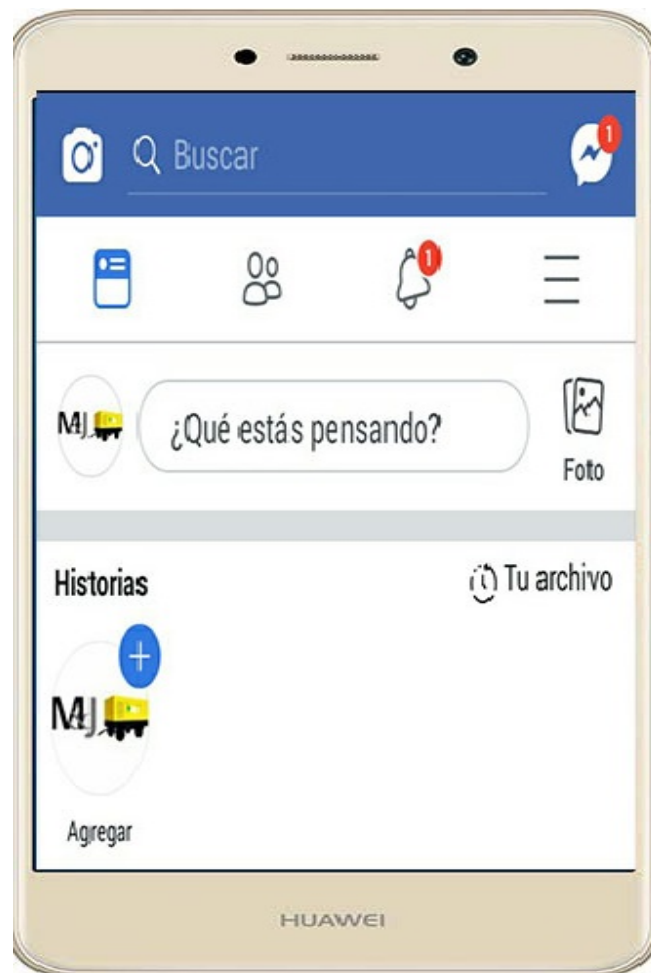 Buscar
1
1
MJ
¿Qué estás pensando?
Foto
Historias
Tu archivo
MJ
Agregar
HUAWEI